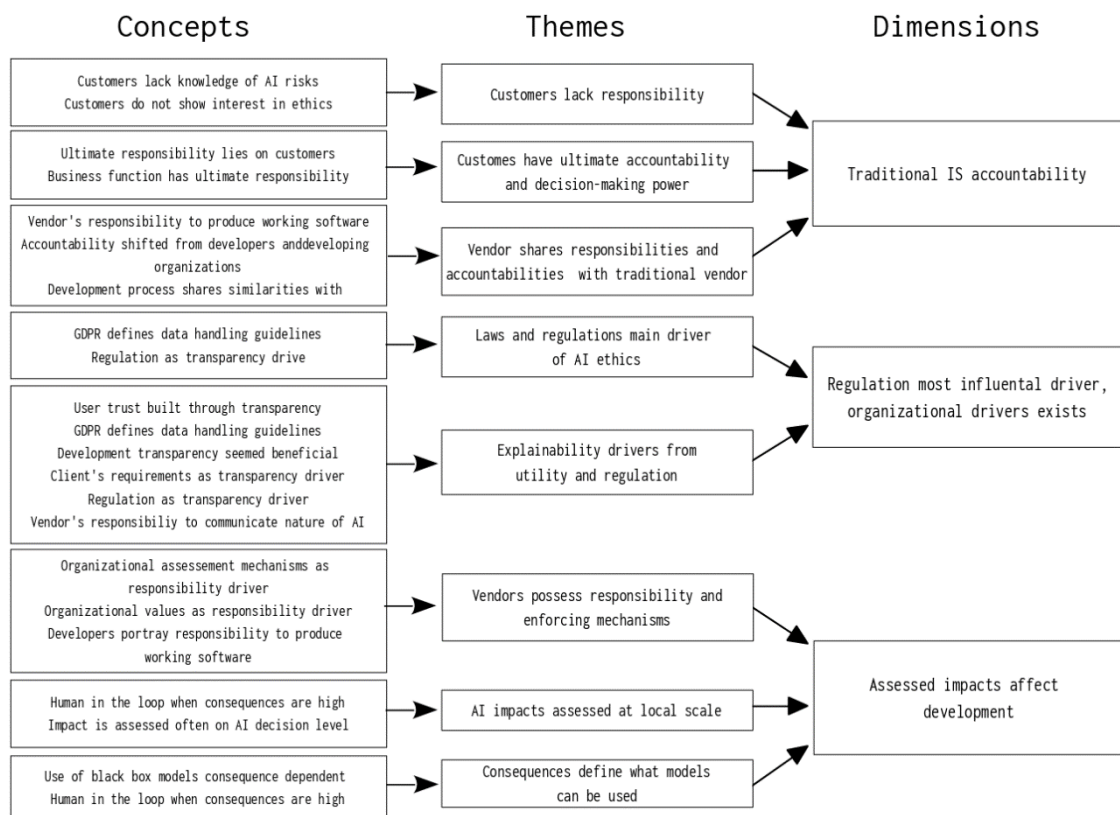 Concepts
Themes
Dimensions
Customers lack knowledge of AI risks
Customers do not show interest in ethics
Customers lack responsibility
Ultimate responsibility lies on customers
Business function has ultimate responsibility
Customes have ultimate accountability
and decision-making power
Vendor's responsibility to produce working software
Accountability shifted from developers anddeveloping
organizations
Development process shares similarities with
Vendor shares responsibilities and
accountabilities with traditional vendor
Traditional IS accountability
GDPR defines data handling guidelines
Regulation as transparency drive
Laws and regulations main driver
of AI ethics
User trust built through transparency
GDPR defines data handling guidelines
Development transparency seemed beneficial
Client's requirements as transparency driver
Regulation as transparency driver
Vendor's responsibiliy to communicate nature of AI
Explainability drivers from
utility and regulation
Regulation most influental driver,
organizational drivers exists
Organizational assessement mechanisms as
responsibility driver
Organizational values as responsibility driver
Developers portray responsibility to produce
working software
Vendors possess responsibility and
enforcing mechanisms
Human in the loop when consequences are high
Impact is assessed often on AI decision level
AI impacts assessed at local scale
Use of black box models consequence dependent
Human in the loop when consequences are high
Consequences define what models
can be used
Assessed impacts affect
development